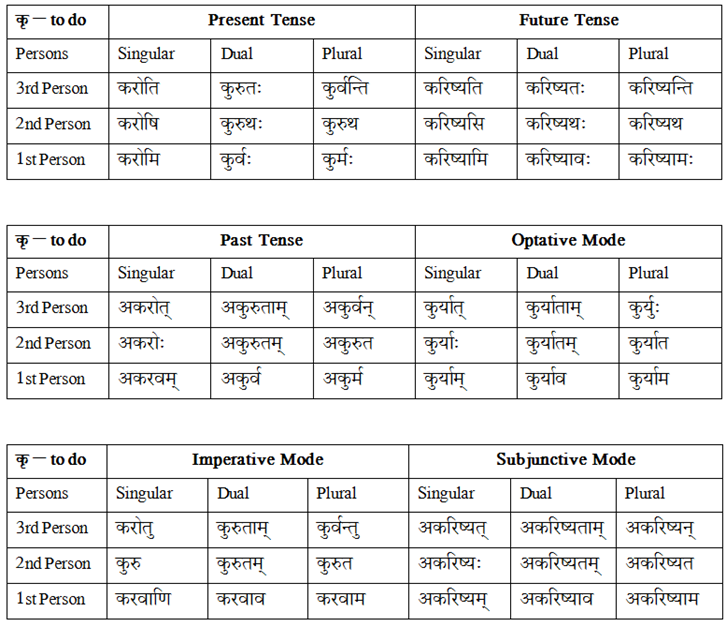 कृ – to do Present Tense Future Tense
Persons Singular Dual Plural Singular Dual Plural
3rd Person करोति कुरुतः कुर्वन्ति करिष्यति करिष्यतः करिष्यन्ति
2nd Person करोषि कुरुथः कुरुथ करिष्यसि करिष्यथः करिष्यथ
1st Person करोमि कुर्वः कुर्मः करिष्यामि करिष्यावः करिष्यामः
कृ – to do Past Tense Optative Mode
Persons Singular Dual Plural Singular Dual Plural
3rd Person अकरोत् अकुरुताम् अकुर्वन् कुर्यात् कुर्याताम् कुर्युः
2nd Person अकरोः अकुरुतम् अकुरुत कुर्याः कुर्यातम् कुर्यात
1st Person अकरवम् अकुर्व अकुर्म कुर्याम् कुर्याव कुर्याम
कृ – to do Imperative Mode Subjunctive Mode
Persons Singular Dual Plural Singular Dual Plural
3rd Person करोतु कुरुताम् कुर्वन्तु अकरिष्यत् अकरिष्यताम् अकरिष्यन्
2nd Person कुरु कुरुतम् कुरुत अकरिष्यः अकरिष्यतम् अकरिष्यत
1st Person करवाणि करवाव करवाम अकरिष्यम् अकरिष्याव अकरिष्याम